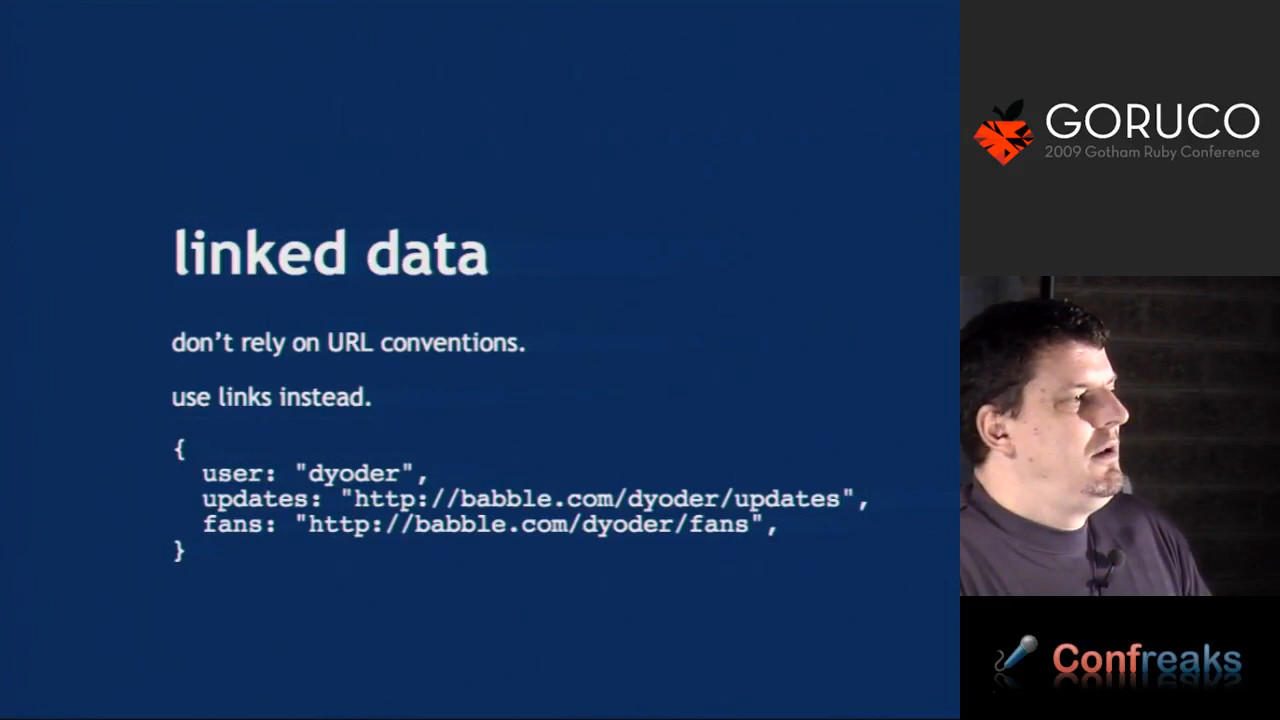 linked data
don't rely on URL conventions.
use links instead.
{
user: "dyoder",
updates: "http://babble.com/dyoder/updates",
fans: "http://babble.com/dyoder/fans",
}
GORUCO
2009 Gotham Ruby Conference
Confreaks